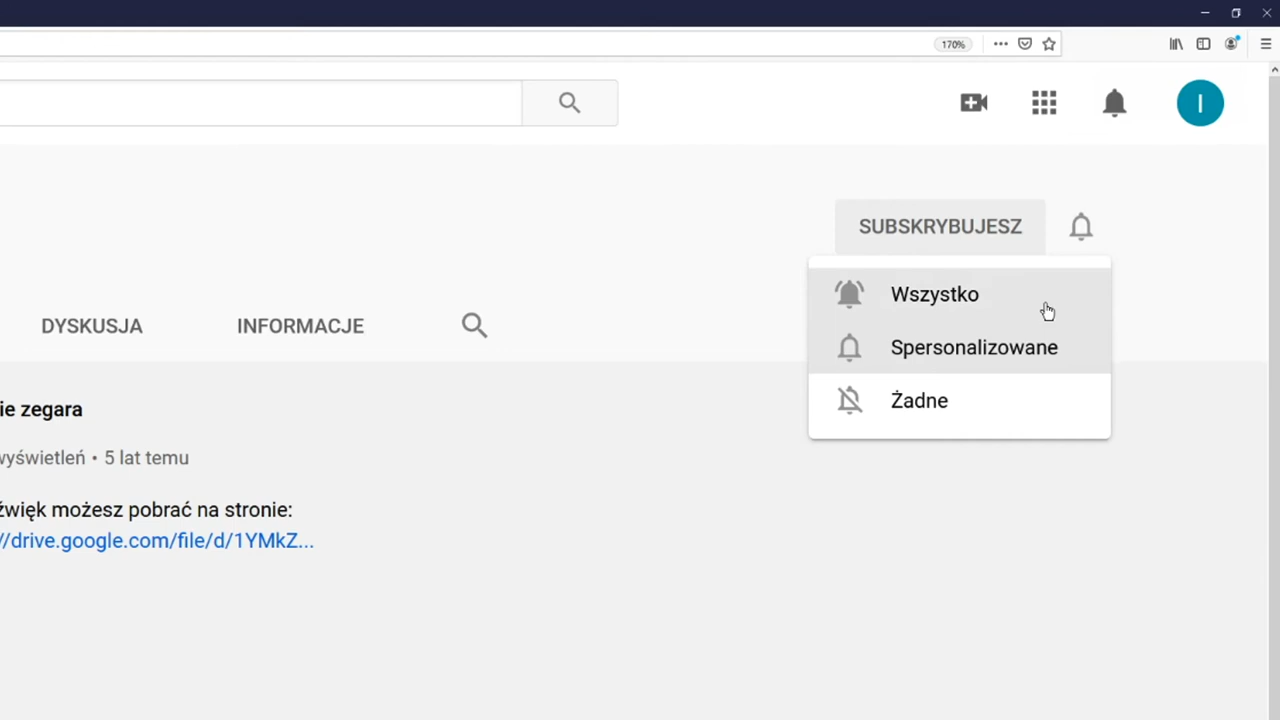 170%
I
SUBSKRYBUJESZ
Wszystko
Spersonalizowane
Żadne
DYSKUSJA INFORMACJE
ie zegara
wyświetleń • 5 lat temu
źwięk możesz pobrać na stronie:
//drive.google.com/file/d/1YMkZ...